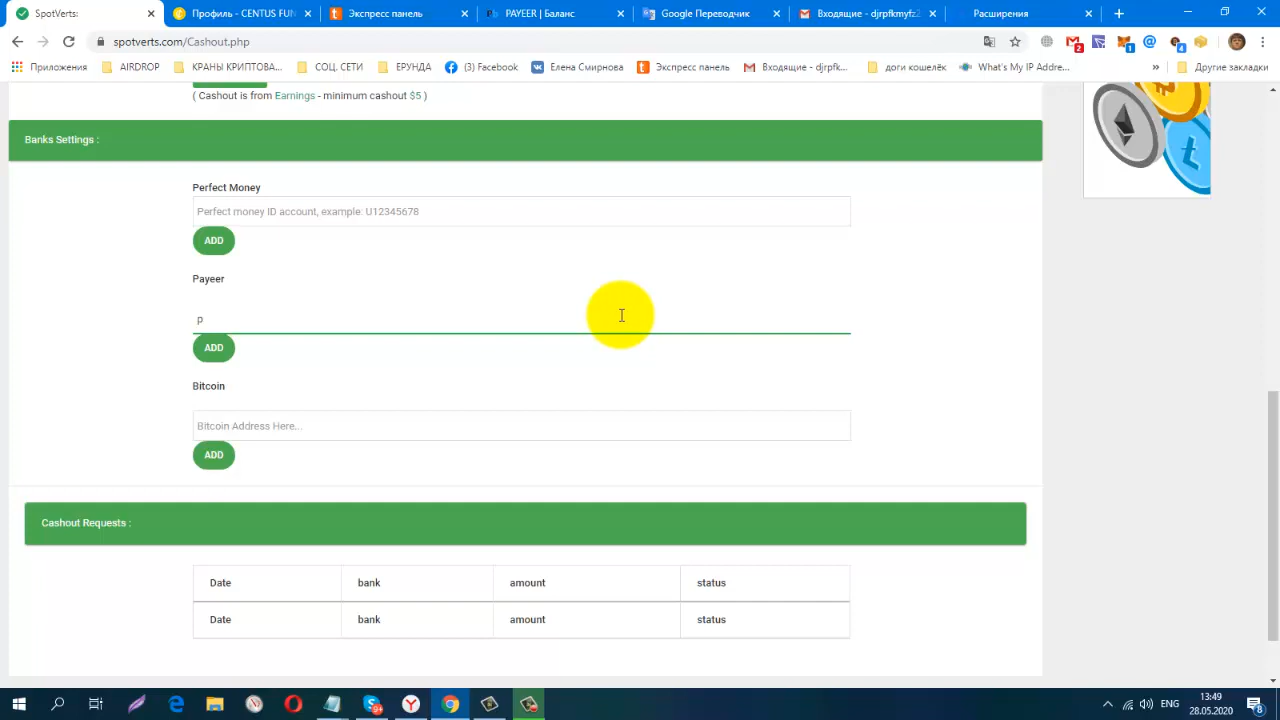 SpotVerts:
Профиль - CENTUS FUN
Экспресс панель
PAYEER | Баланс
Google Переводчик
Входящие - djrpfkmyfz2
Расширения
spotverts.com/Cashout.php
Приложения
AIRDROP
КРАНЫ КРИПТОВА...
СОЦ. СЕТИ
ЕРУНДА
(3) Facebook
Елена Смирнова
Экспресс панель
Входящие - djrpfk...
доги кошелёк
What's My IP Addre...
»
Другие закладки
( Cashout is from Earnings - minimum cashout $5 )
Banks Settings :
Perfect Money
Perfect money ID account, example: U12345678
ADD
Payeer
p
ADD
Bitcoin
Bitcoin Address Here...
ADD
Cashout Requests :
Date bank amount status
Date bank amount status
13:49
ENG
28.05.2020